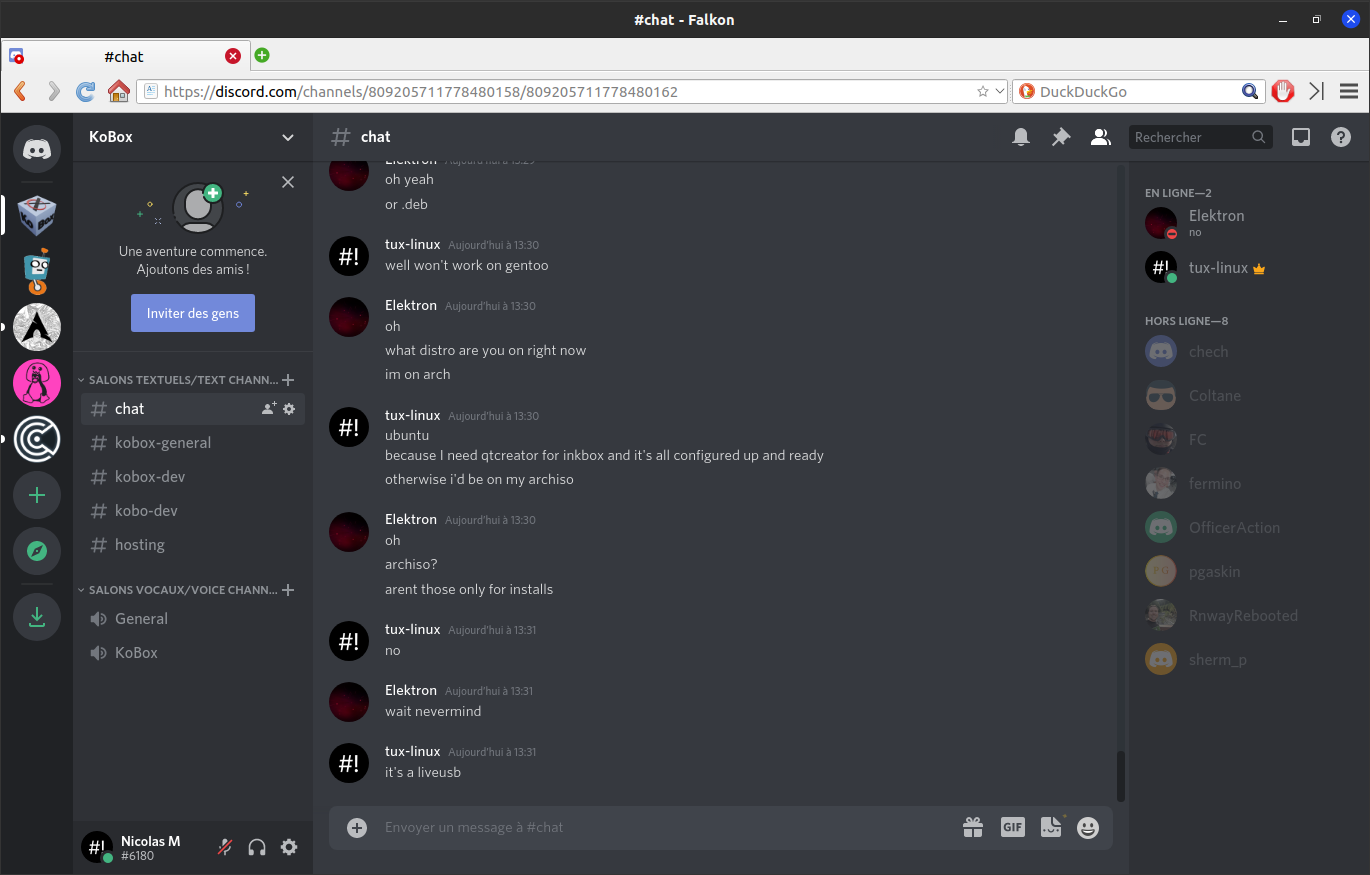 #chat - Falkon
#chat
https://discord.com/channels/809205711778480158/809205711778480162
DuckDuckGo
KoBox
Une aventure commence.
Ajoutons des amis !
Inviter des gens
SALONS TEXTUELS/TEXT CHANN...
chat
kobox-general
kobox-dev
kobo-dev
hosting
SALONS VOCAUX/VOICE CHANN...
General
KoBox
#!
Nicolas M
#6180
# chat
Rechercher
Elektron Aujourd'hui à 13:29
oh yeah
or .deb
#!
tux-linux Aujourd'hui à 13:30
well won't work on gentoo
Elektron Aujourd'hui à 13:30
oh
what distro are you on right now
im on arch
#!
tux-linux Aujourd'hui à 13:30
ubuntu
because I need qtcreator for inkbox and it's all configured up and ready
otherwise i'd be on my archiso
Elektron Aujourd'hui à 13:30
oh
archiso?
arent those only for installs
#!
tux-linux Aujourd'hui à 13:31
no
Elektron Aujourd'hui à 13:31
wait nevermind
#!
tux-linux Aujourd'hui à 13:31
it's a liveusb
Envoyer un message à #chat
GIF
EN LIGNE—2
Elektron
no
#!
tux-linux
HORS LIGNE—8
chech
Coltane
FC
fermino
OfficerAction
PG
pgaskin
RnwayRebooted
sherm_p